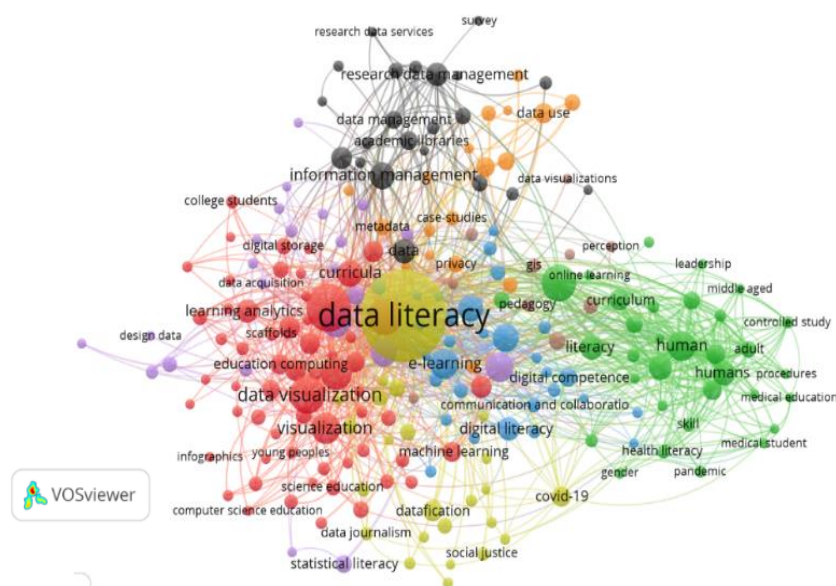 survey
research data services
research data management
data use
data management
academic libraries
information management
data visualizations
college students
metadata
case-studies
digital storage
data
perception
curricula
privacy
gis
online learning
leadership
data acquisition
pedagogy
curriculum
middle aged
learning analytics
data literacy
controlled study
design data
scaffolds
literacy
human
adult
education computing
e-learning
digital competence
humans
procedures
data visualization
communication and collaboratio
medical education
visualization
digital literacy
skill
medical student
infographics
young peoples
machine learning
health literacy
gender
pandemic
science education
covid-19
VOSviewer
computer science education
datafication
data journalism
social justice
statistical literacy